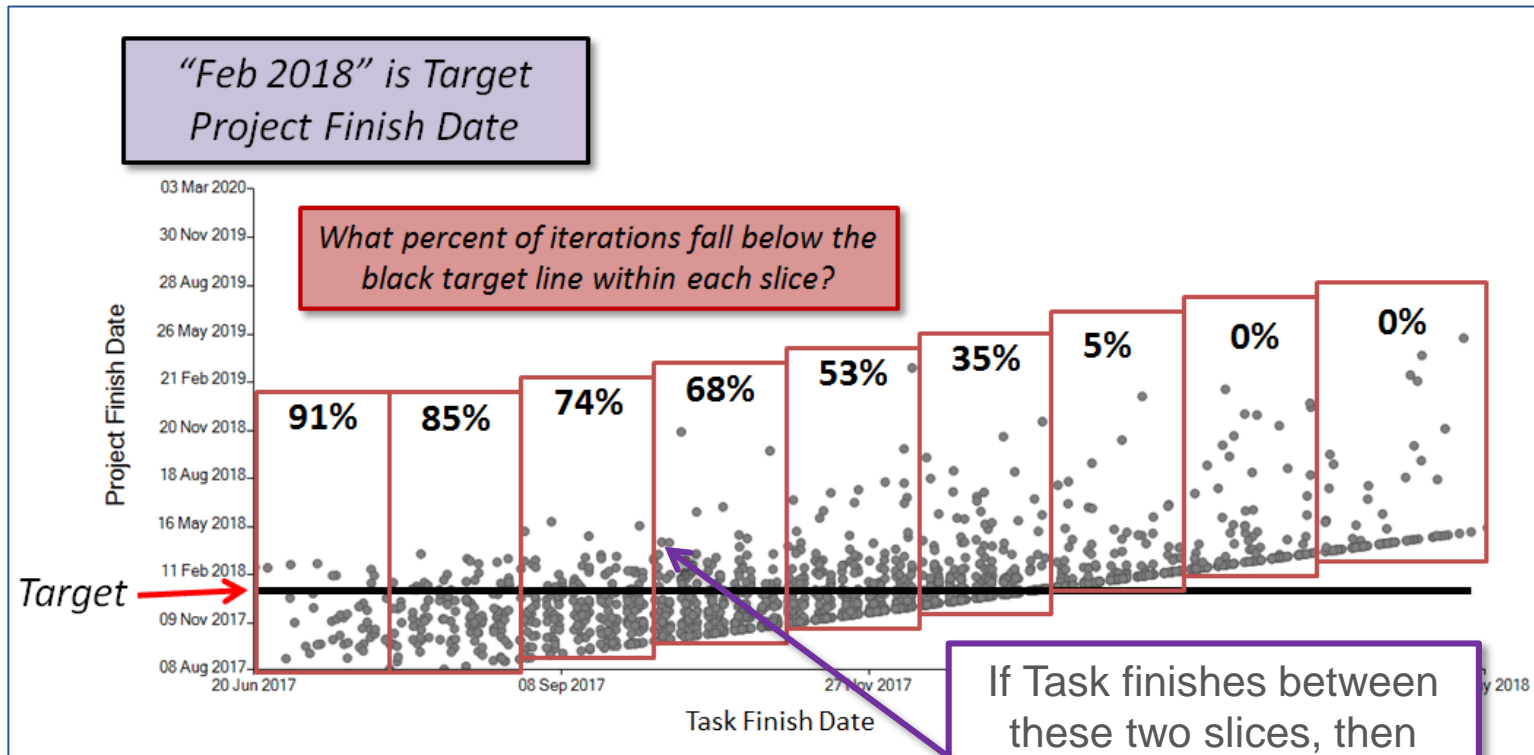 “Feb 2018” is Target
Project Finish Date
What percent of iterations fall below the
black target line within each slice?
Project Finish Date
03 Mar 2020
30 Nov 2019
28 Aug 2019
26 May 2019
21 Feb 2019
20 Nov 2018
18 Aug 2018
16 May 2018
11 Feb 2018
09 Nov 2017
08 Aug 2017
91%
85%
74%
68%
53%
35%
5%
0%
0%
Target
20 Jun 2017
08 Sep 2017
27 Nov 2017
2018
Task Finish Date
If Task finishes between
these two slices, then